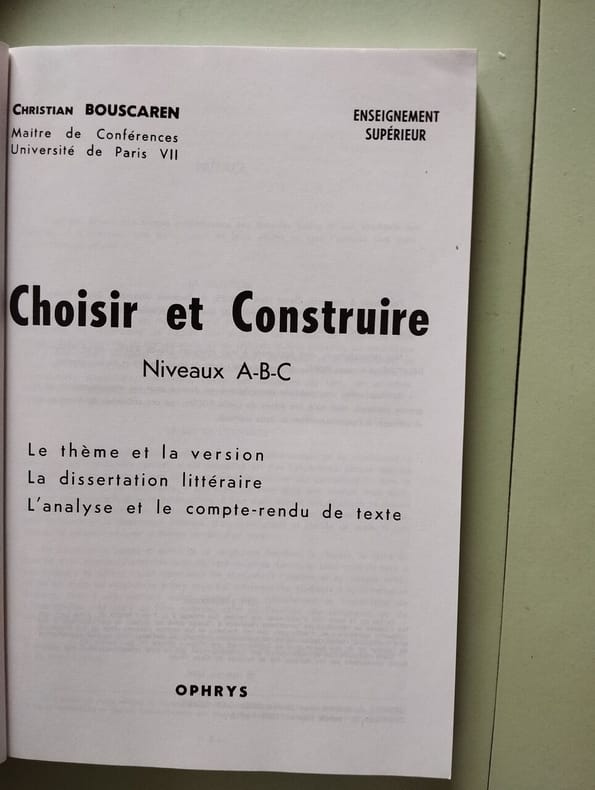 CHRISTIAN BOUSCAREN
Maitre de Conférences
Université de Paris VII
ENSEIGNEMENT
SUPÉRIEUR
Choisir et Construire
Niveaux A-B-C
Le thème et la version
La dissertation littéraire
L'analyse et le compte-rendu de texte
OPHRYS